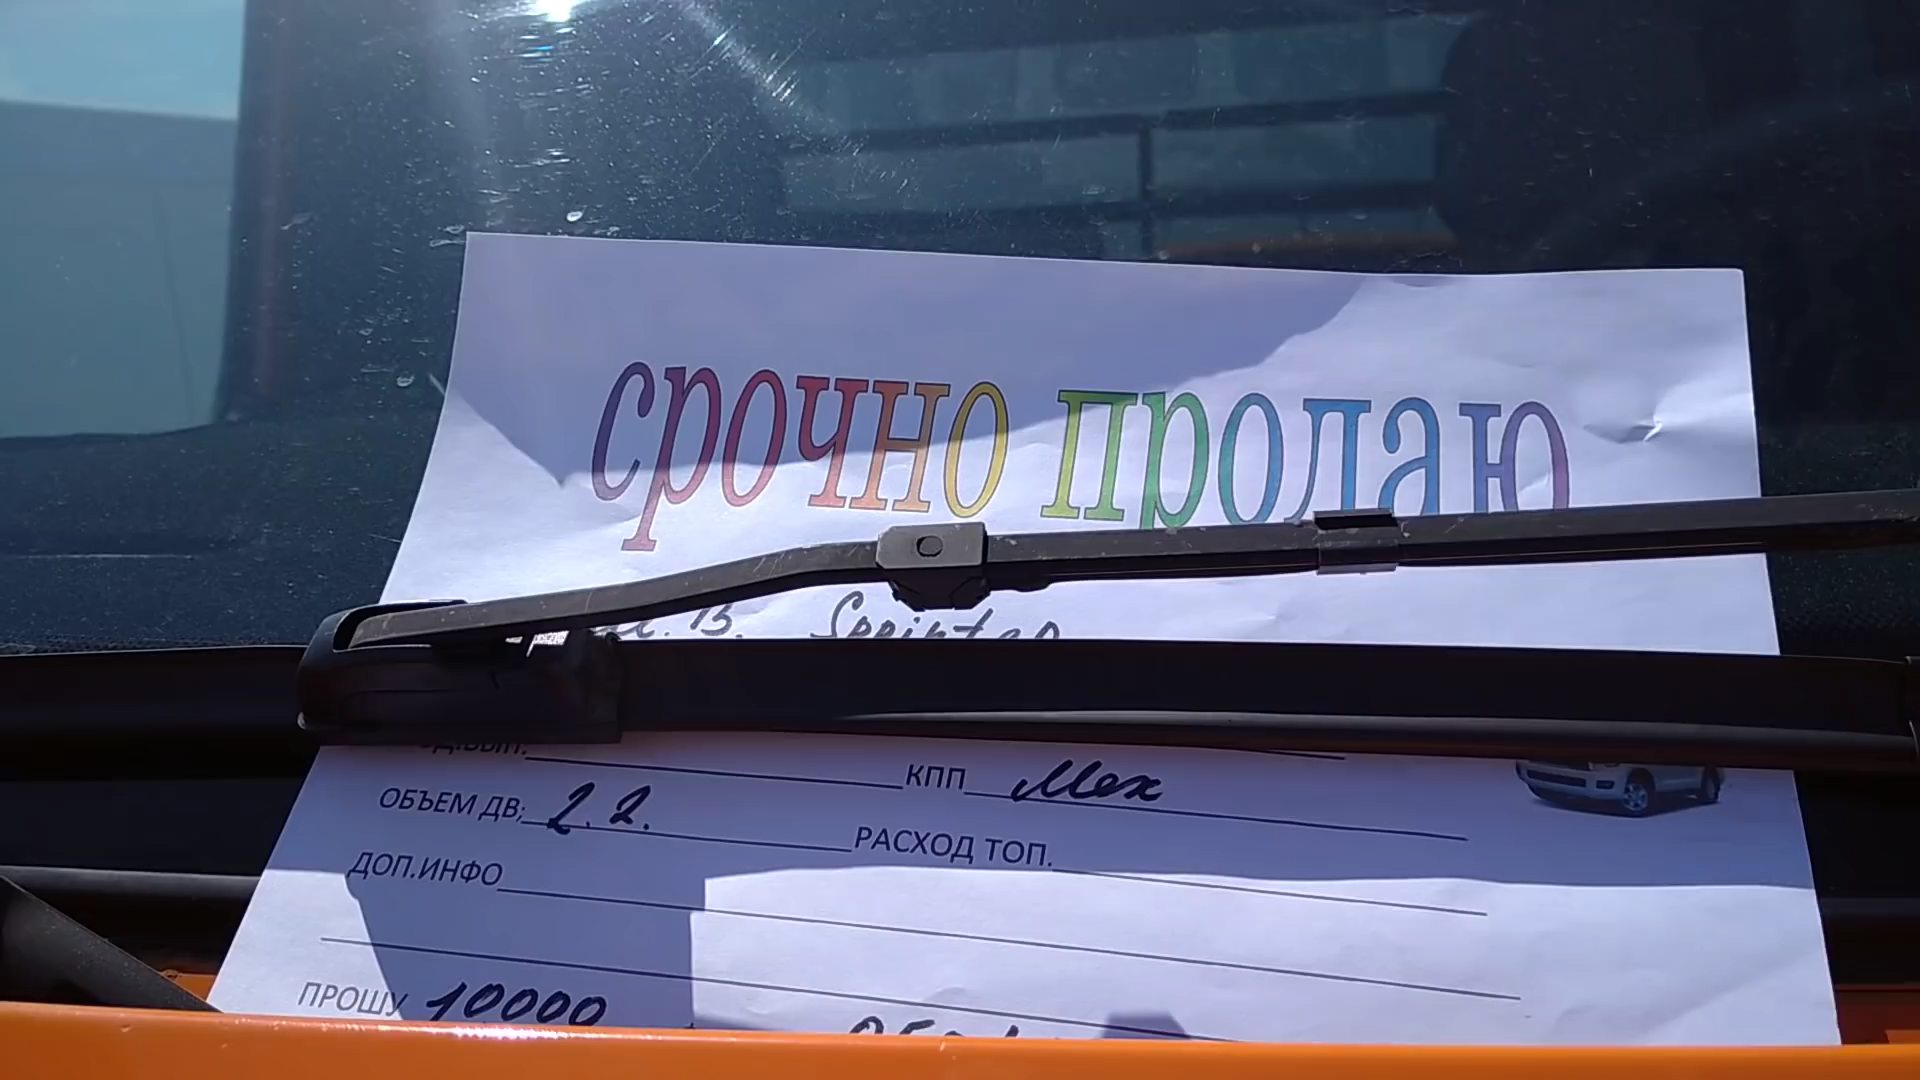 срочно продаю
В. Sprinter
КПП Мех
ОБЪЕМ ДВ; 2.2.
РАСХОД ТОП.
ДОП.ИНФО
ПРОШУ 10000